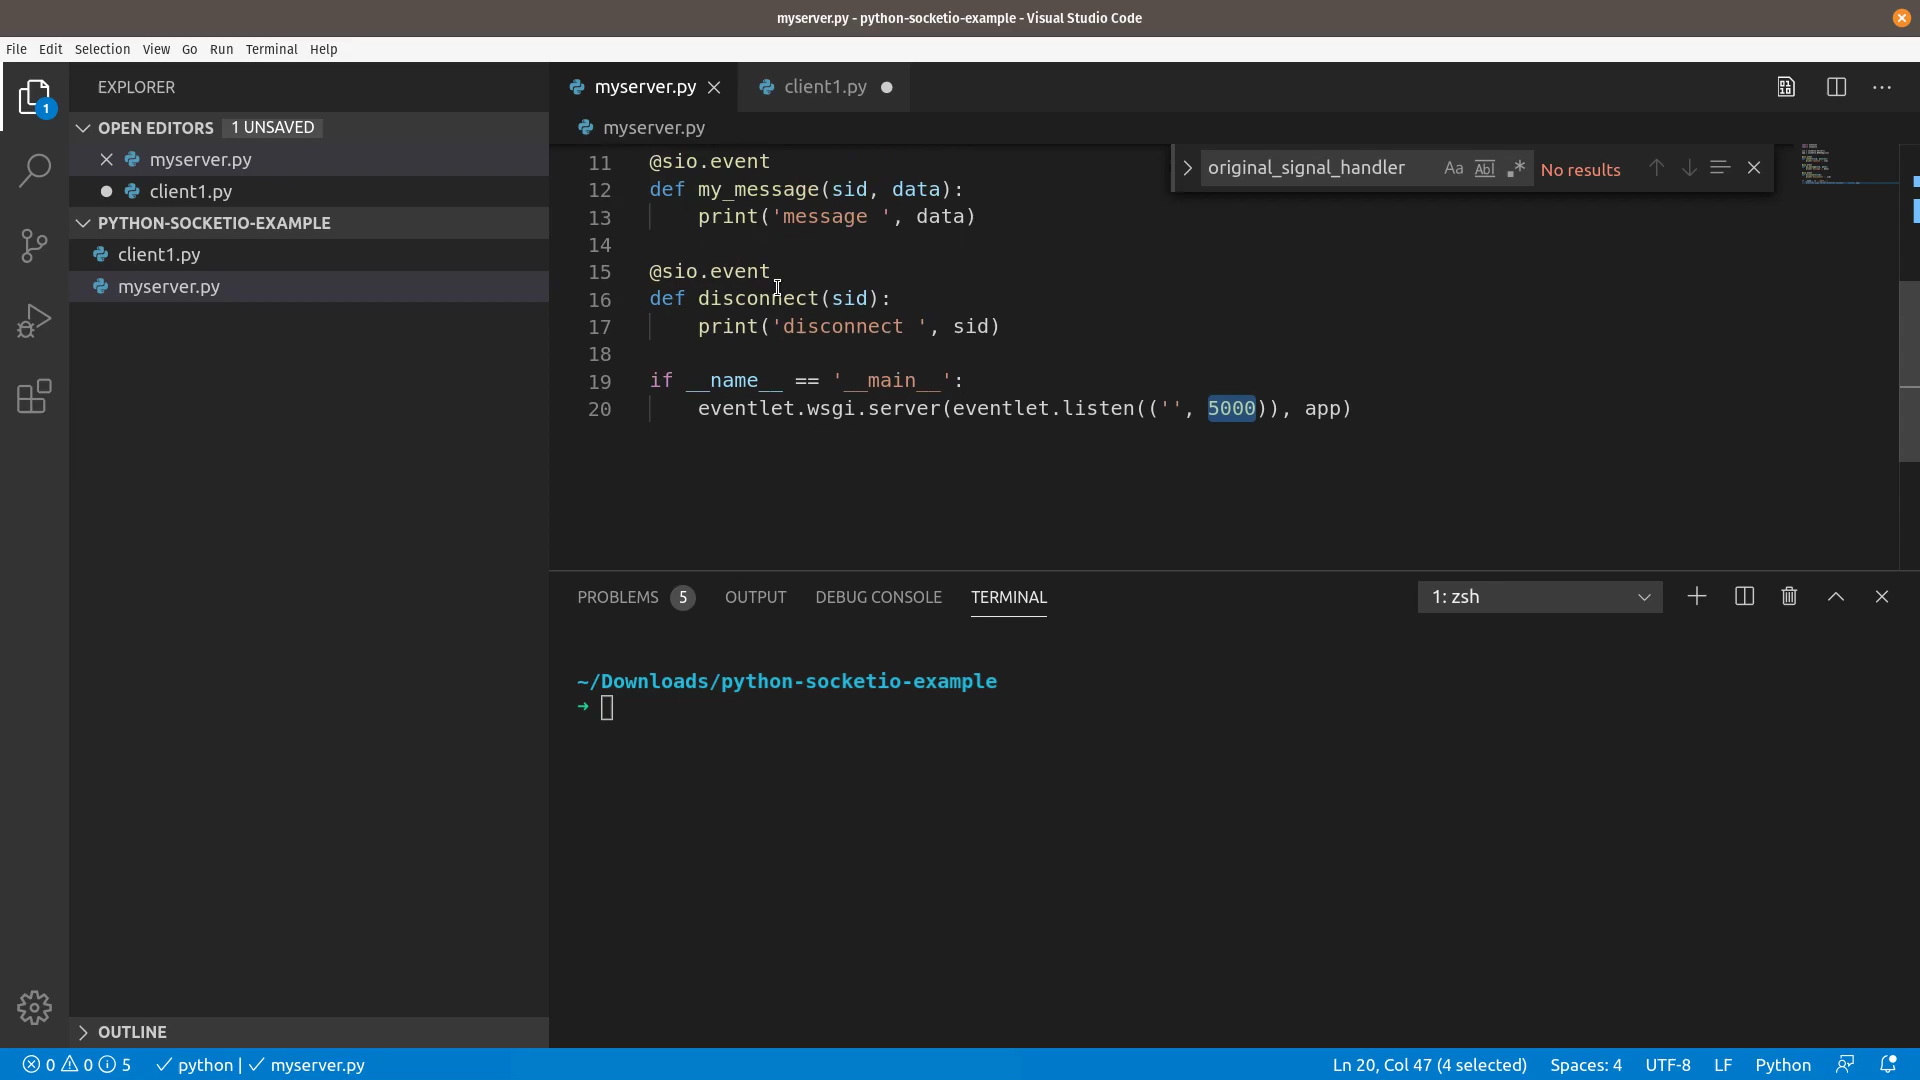 myserver.py - python-socketio-example - Visual Studio Code
File Edit Selection View Go Run Terminal Help
EXPLORER
1
OPEN EDITORS 1 UNSAVED
myserver.py
client1.py
PYTHON-SOCKETIO-EXAMPLE
client1.py
myserver.py
OUTLINE
myserver.py client1.py
myserver.py
original_signal_handler Aa Abl .* No results
11 @sio.event
12 def my_message(sid, data):
13 print('message ', data)
14
15 @sio.event
16 def disconnect(sid):
17 print('disconnect ', sid)
18
19 if __name__ == '__main__':
20 eventlet.wsgi.server(eventlet.listen(('', 5000)), app)
PROBLEMS 5 OUTPUT DEBUG CONSOLE TERMINAL 1: zsh
~/Downloads/python-socketio-example
→
0 0 5 python | myserver.py Ln 20, Col 47 (4 selected) Spaces: 4 UTF-8 LF Python